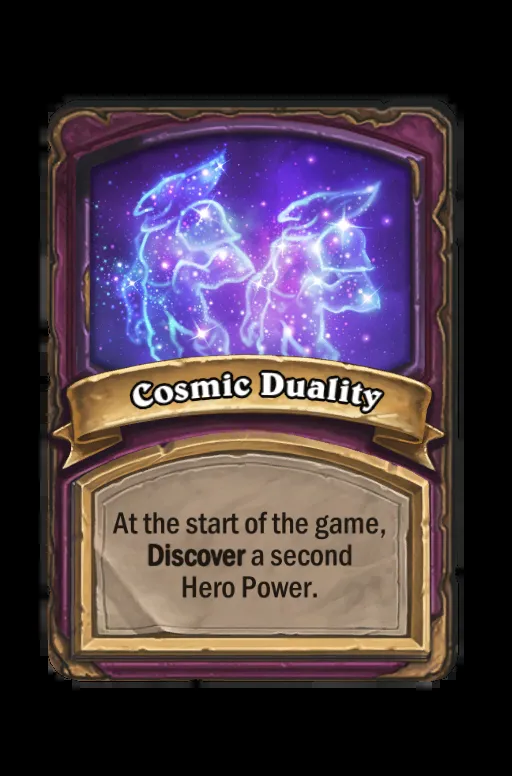 Cosmic Duality
At the start of the game,
Discover a second
Hero Power.